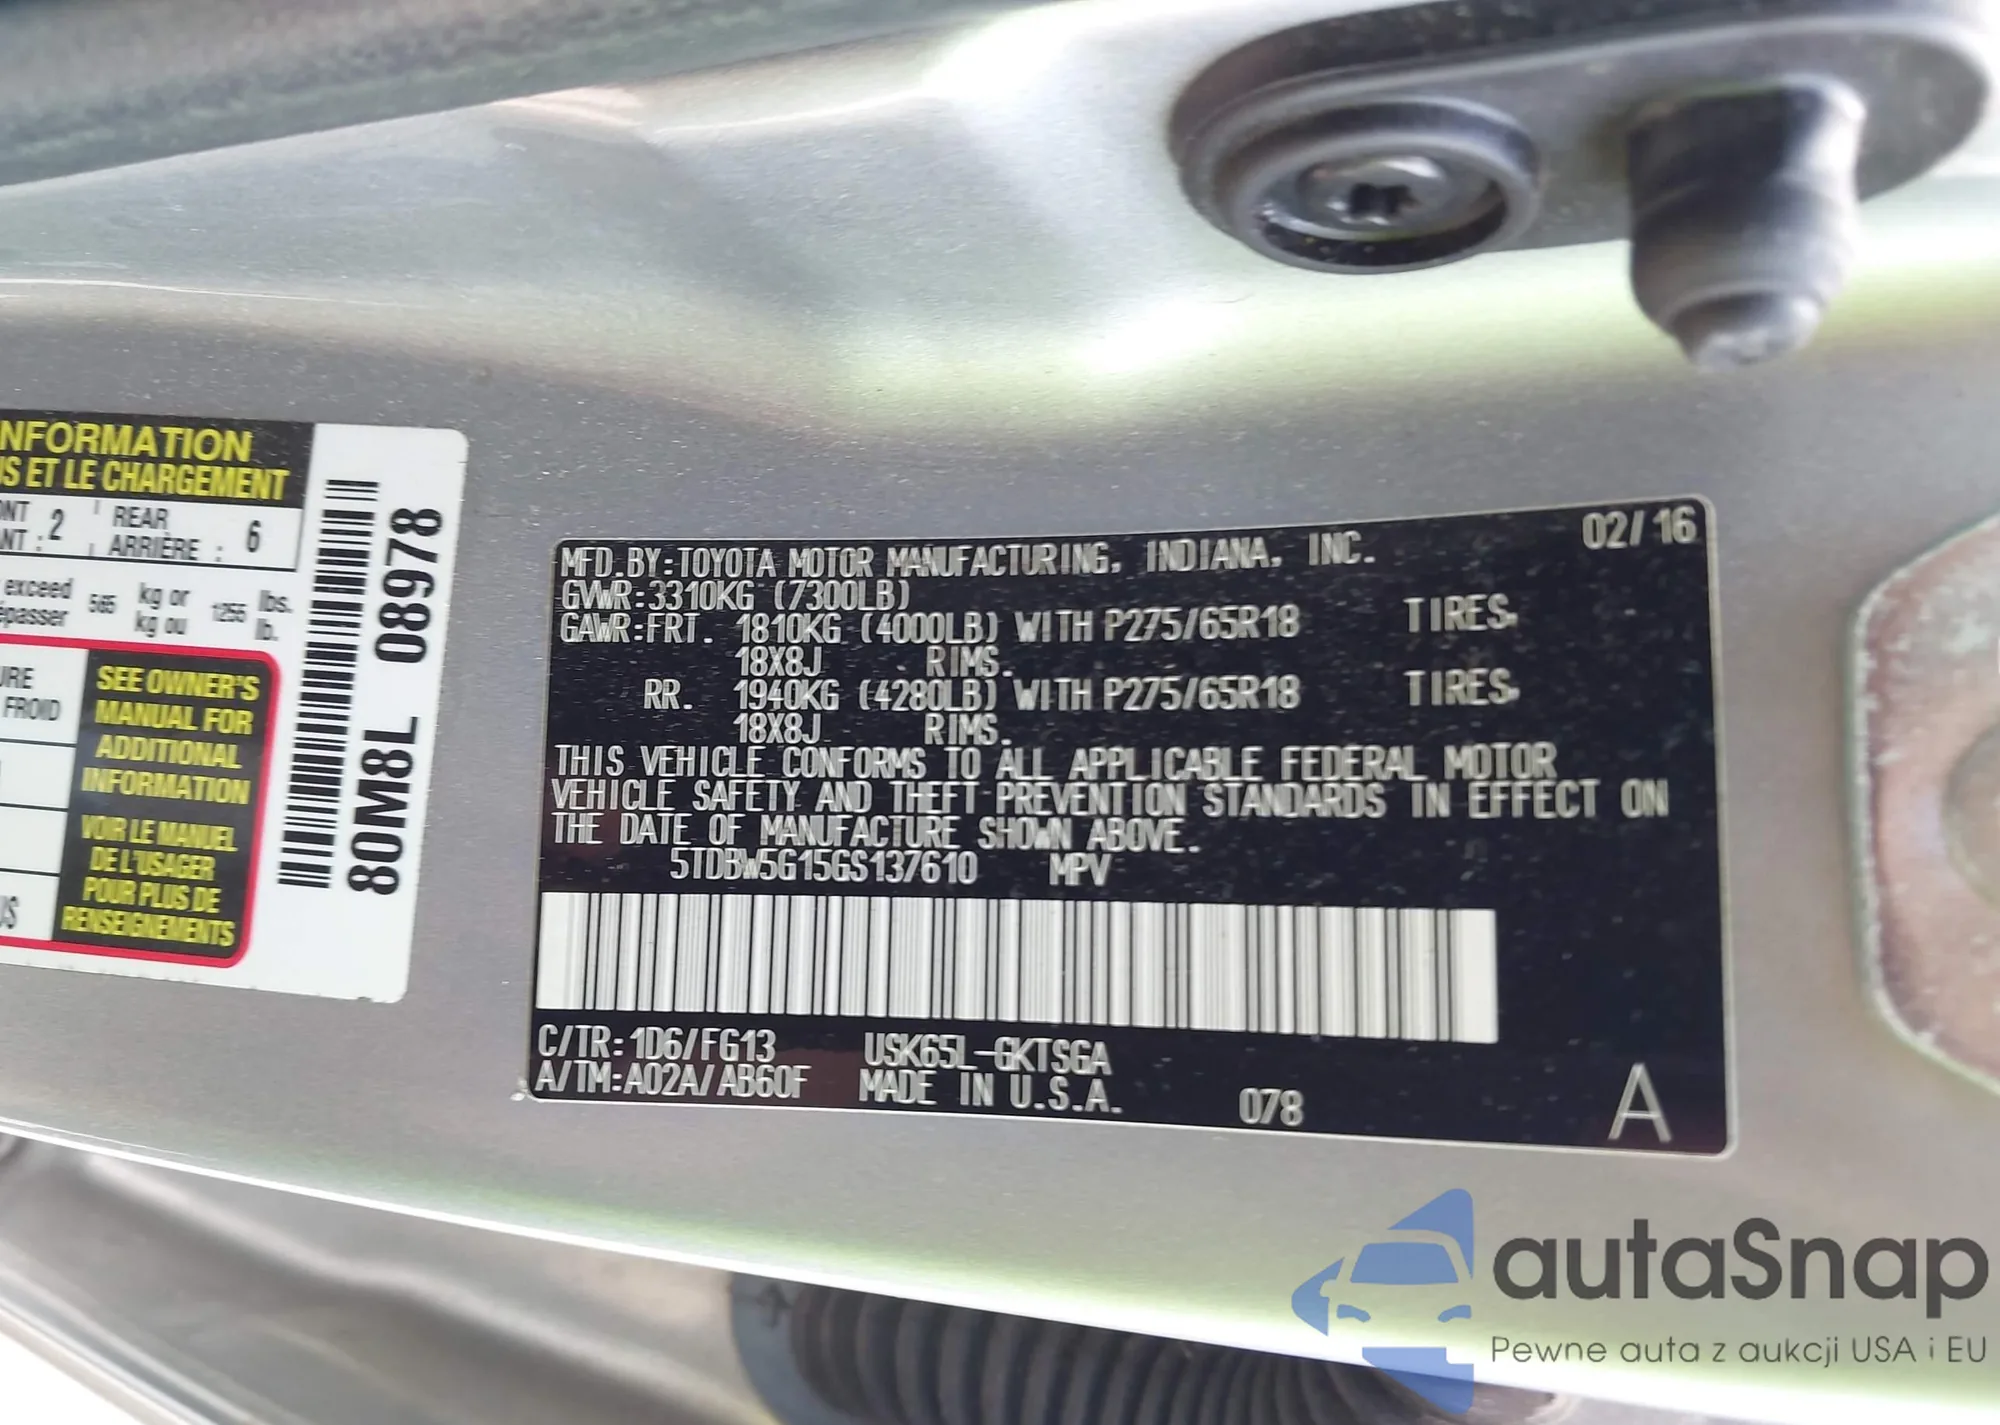 NFORMATION
US ET LE CHARGEMENT
2 REAR 6
ARRIÈRE :
exceed 565 kg or 1255 lbs.
kg ou lb.
SEE OWNER'S
MANUAL FOR
ADDITIONAL
INFORMATION
FROID
VOIR LE MANUEL
DE L'USAGER
POUR PLUS DE
RENSEIGNEMENTS
80M8L 08978
02/16
MFD.BY:TOYOTA MOTOR MANUFACTURING, INDIANA, INC.
GVWR:3310KG (7300LB)
GAWR:FRT. 1810KG (4000LB) WITH P275/65R18 TIRES,
18X8J RIMS.
RR. 1940KG (4280LB) WITH P275/65R18 TIRES,
18X8J RIMS.
THIS VEHICLE CONFORMS TO ALL APPLICABLE FEDERAL MOTOR
VEHICLE SAFETY AND THEFT PREVENTION STANDARDS IN EFFECT ON
THE DATE OF MANUFACTURE SHOWN ABOVE.
5TDBW5G15GS137610 MPV
C/TR:1D6/FG13 USK65L-GKTSGA
A/TM:A02A/AB60F MADE IN U.S.A. 078 A
autaSnap
Pewne auta z aukcji USA i EU